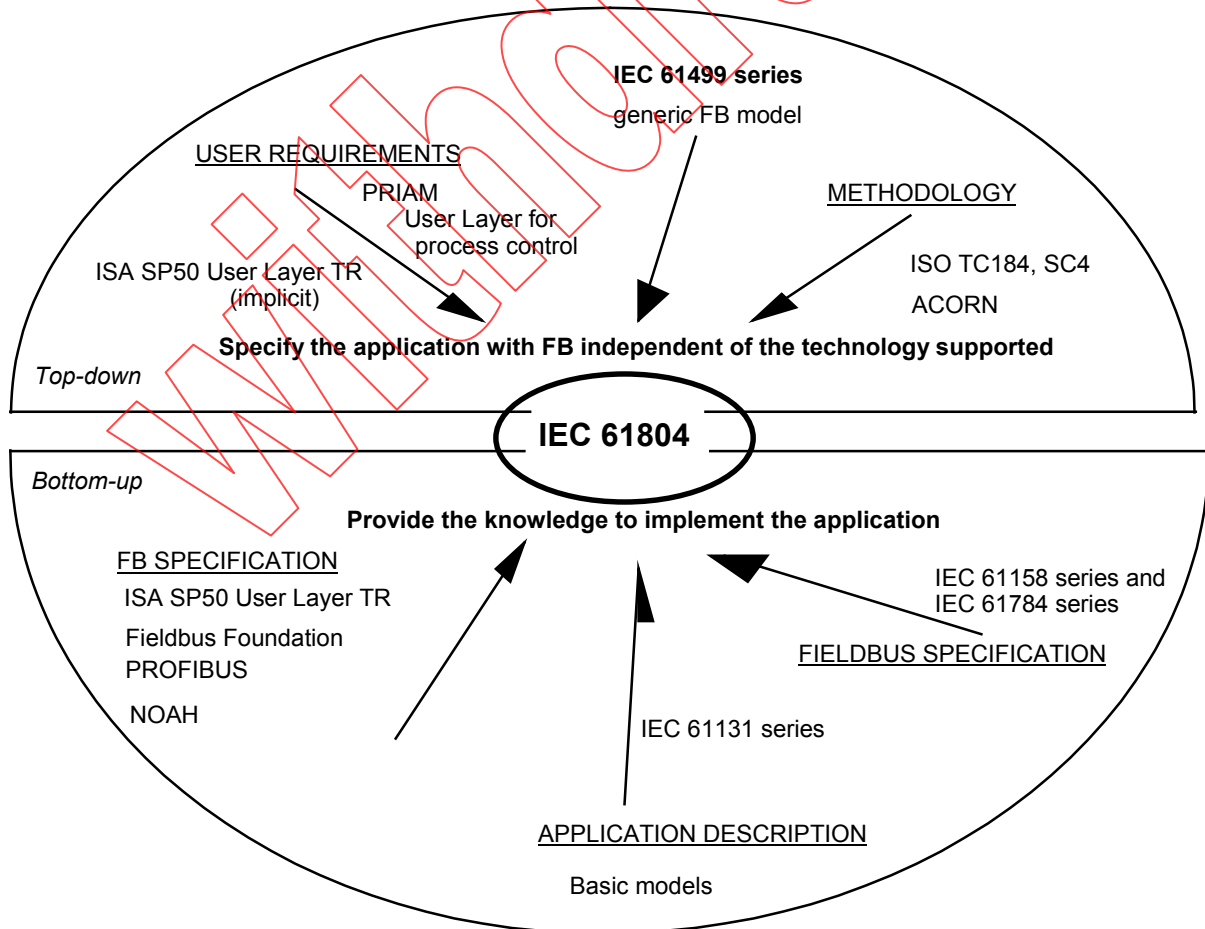 IEC 61499 series
generic FB model
USER REQUIREMENTS
PRIAM
User Layer for
process control
ISA SP50 User Layer TR
(implicit)
METHODOLOGY
ISO TC184, SC4
ACORN
Specify the application with FB independent of the technology supported
Top-down
IEC 61804
Bottom-up
Provide the knowledge to implement the application
FB SPECIFICATION
ISA SP50 User Layer TR
Fieldbus Foundation
PROFIBUS
NOAH
IEC 61158 series and
IEC 61784 series
FIELDBUS SPECIFICATION
IEC 61131 series
APPLICATION DESCRIPTION
Basic models